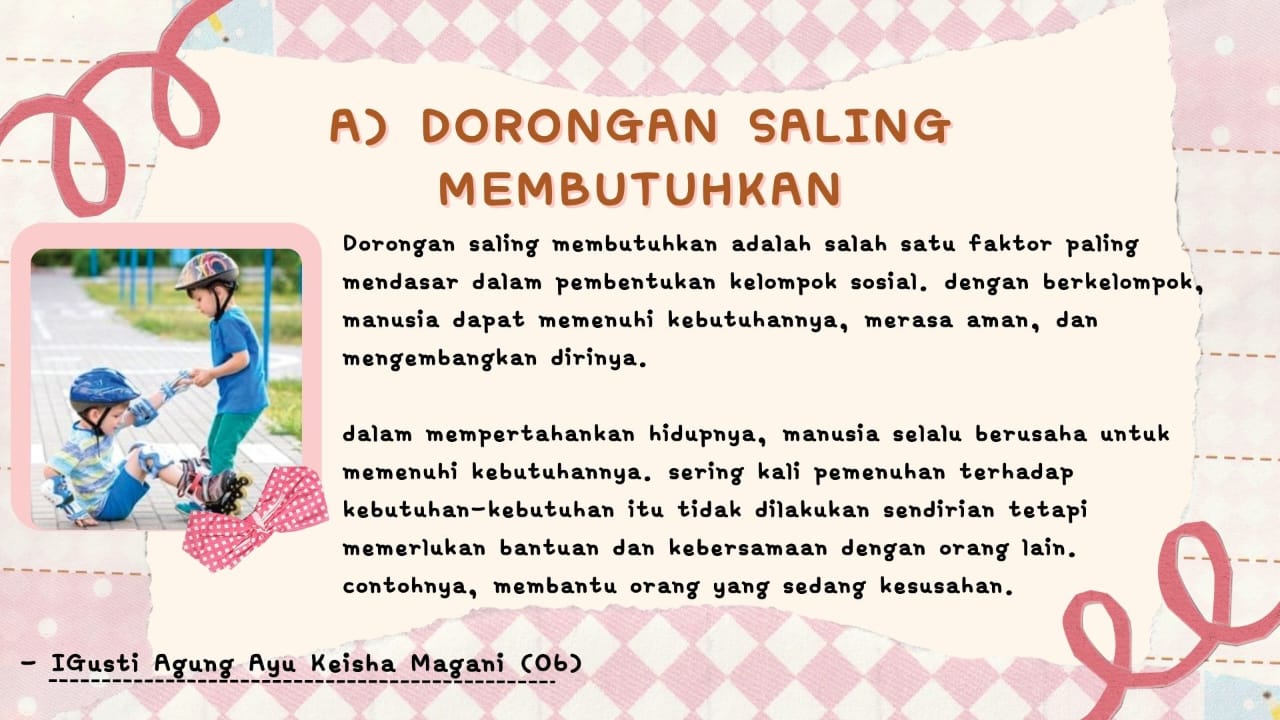 A) DORONGAN SALING
MEMBUTUHKAN
Dorongan saling membutuhkan adalah salah satu faktor paling
mendasar dalam pembentukan kelompok sosial. dengan berkelompok,
manusia dapat memenuhi kebutuhannya, merasa aman, dan
mengembangkan dirinya.
dalam mempertahankan hidupnya, manusia selalu berusaha untuk
memenuhi kebutuhannya. sering kali pemenuhan terhadap
kebutuhan-kebutuhan itu tidak dilakukan sendirian tetapi
memerlukan bantuan dan kebersamaan dengan orang lain.
contohnya, membantu orang yang sedang kesusahan.
- IGusti Agung Ayu Keisha Magani (06)